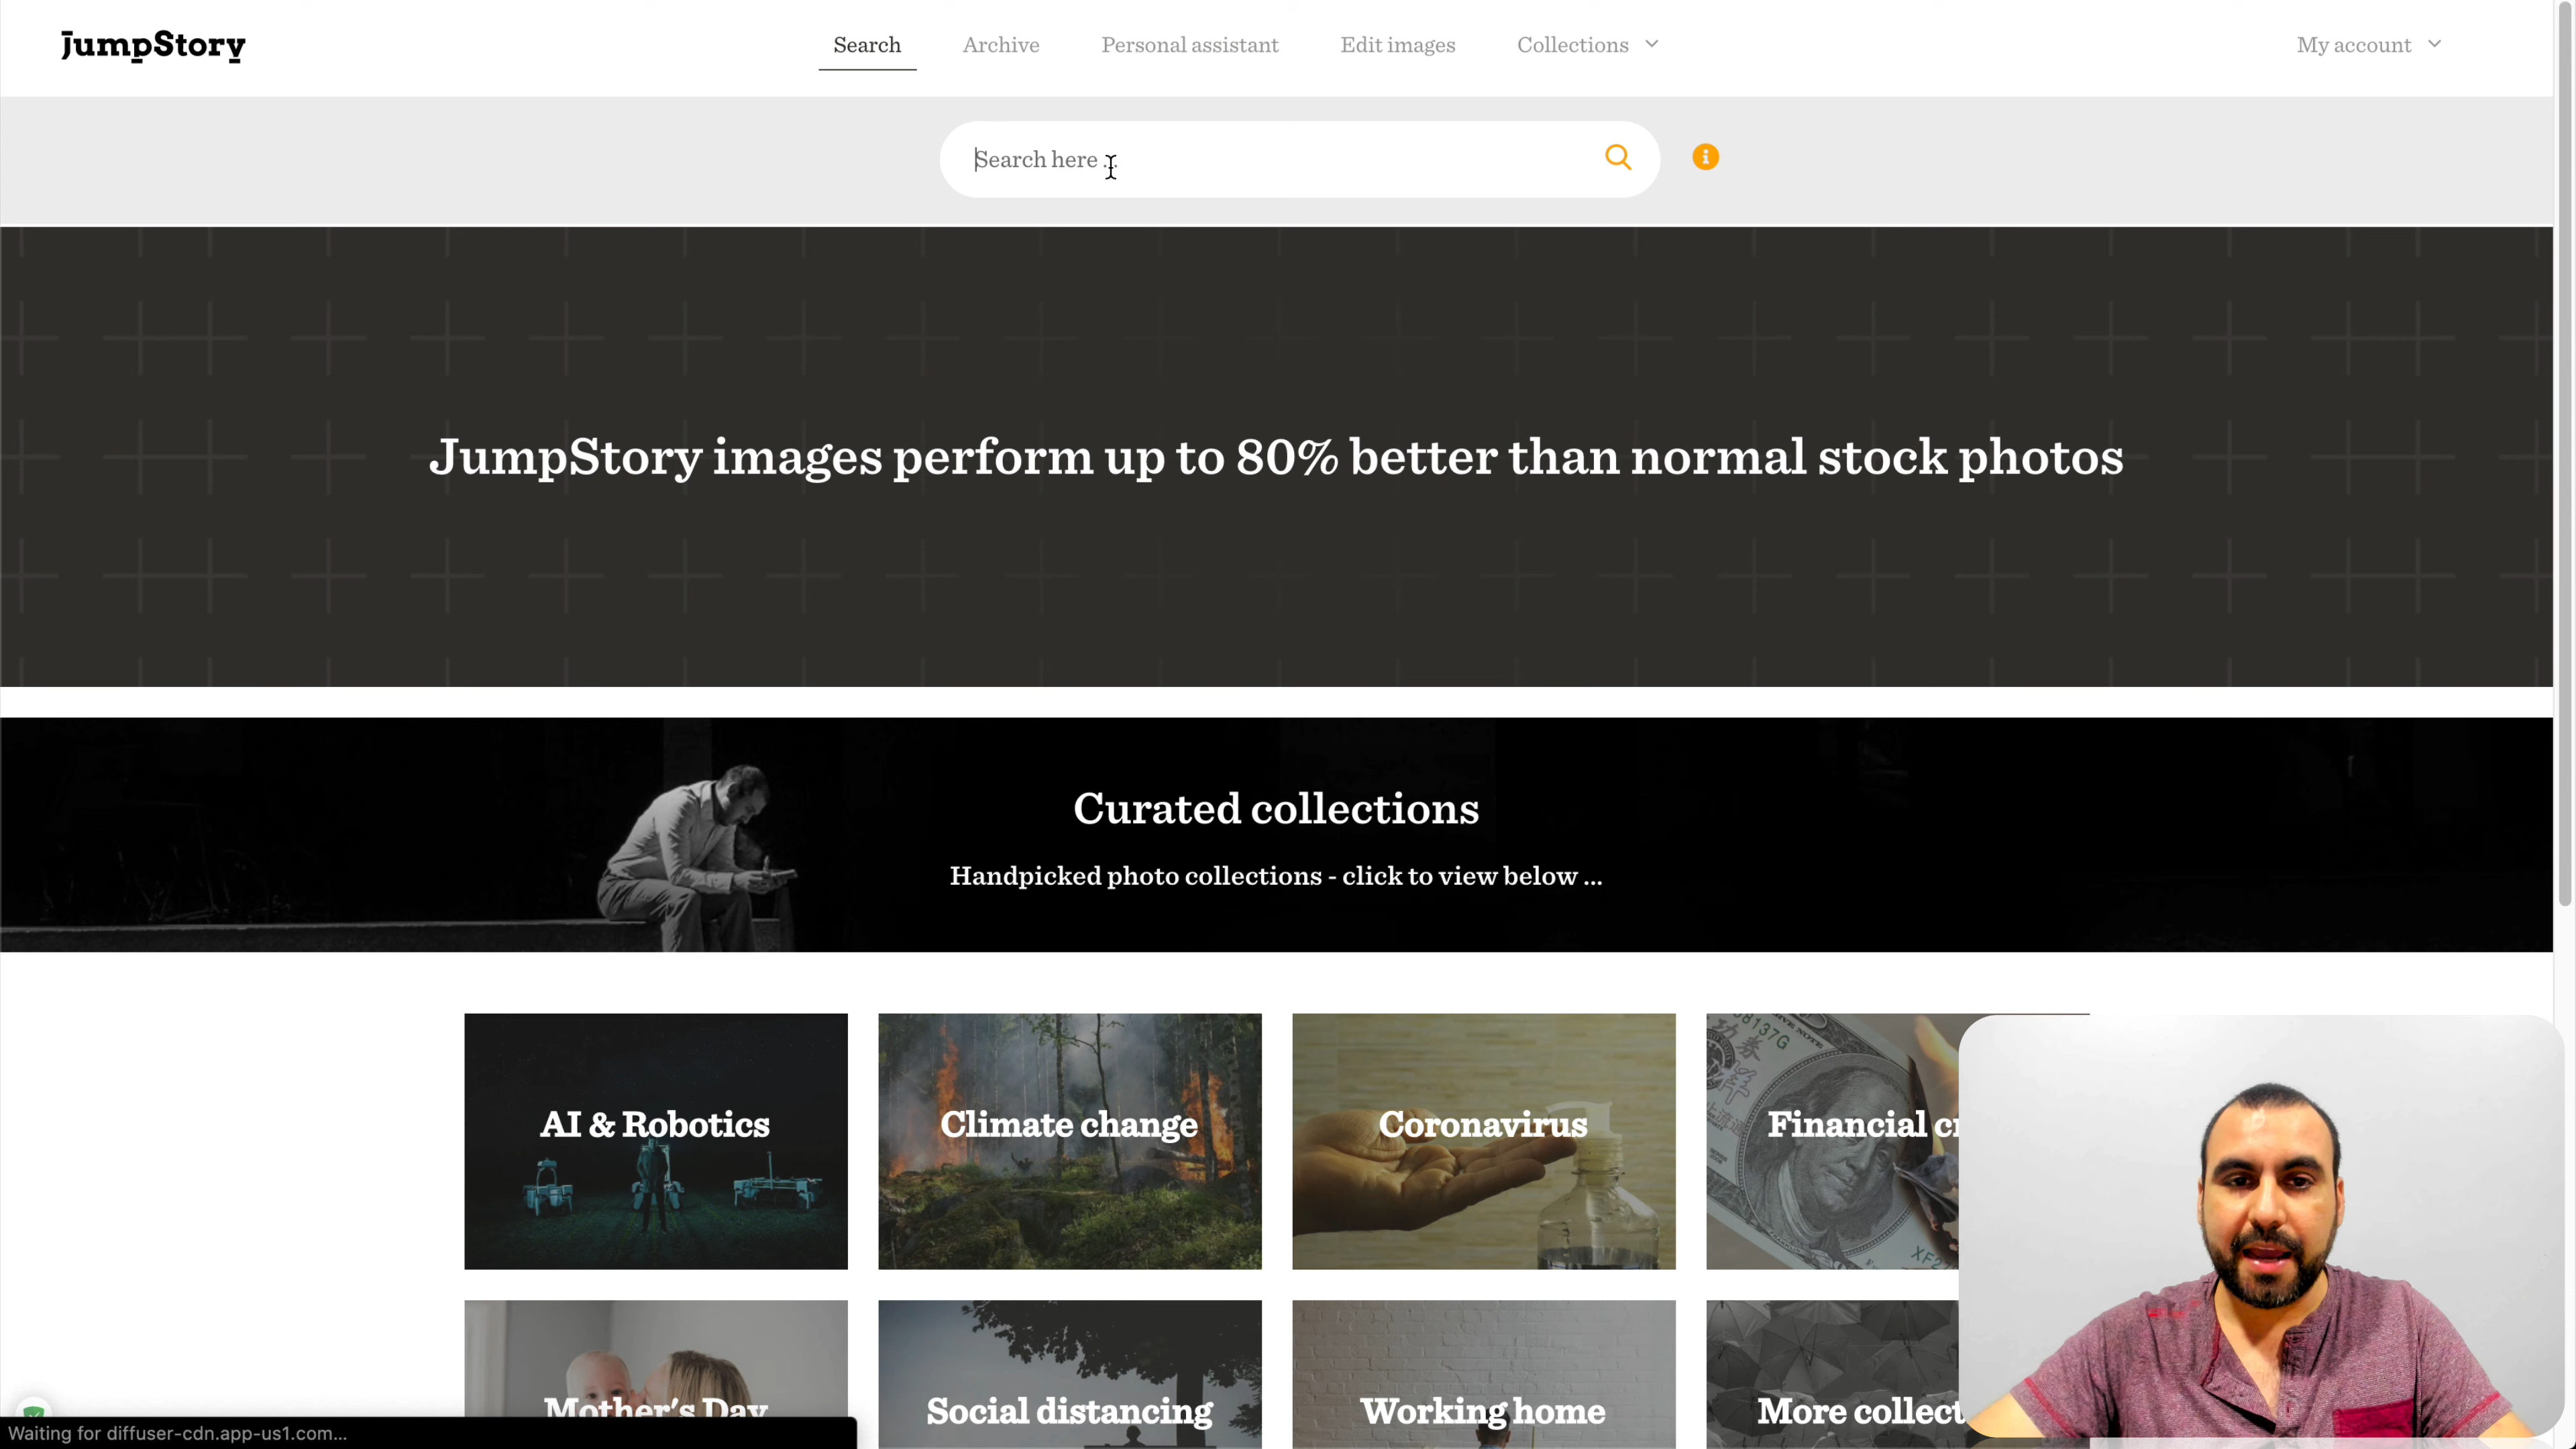 JumpStory
Search
Archive
Personal assistant
Edit images
Collections
My account
Search here
JumpStory images perform up to 80% better than normal stock photos
Curated collections
Handpicked photo collections - click to view below ...
AI & Robotics
Climate change
Coronavirus
Financial
Mother's Day
Social distancing
Working home
More
Waiting for diffuser-cdn.app-us1.com...